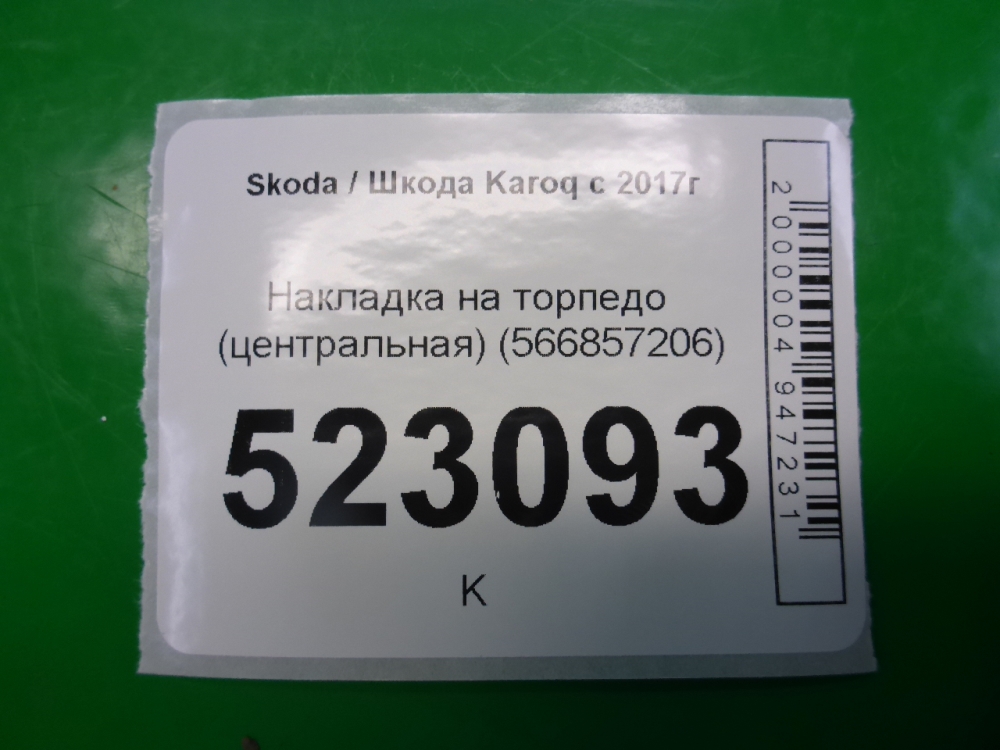 Skoda / Шкода Karoq с 2017г
Накладка на торпедо
(центральная) (566857206)
523093
К
2000004947231